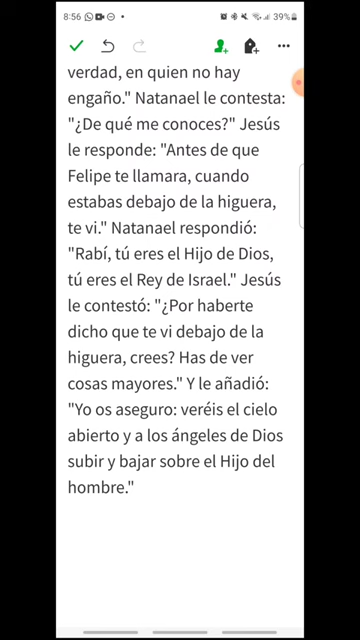 8:56
39%
verdad, en quien no hay
engaño." Natanael le contesta:
"¿De qué me conoces?" Jesús
le responde: "Antes de que
Felipe te llamara, cuando
estabas debajo de la higuera,
te vi." Natanael respondió:
"Rabí, tú eres el Hijo de Dios,
tú eres el Rey de Israel." Jesús
le contestó: "¿Por haberte
dicho que te vi debajo de la
higuera, crees? Has de ver
cosas mayores." Y le añadió:
"Yo os aseguro: veréis el cielo
abierto y a los ángeles de Dios
subir y bajar sobre el Hijo del
hombre."